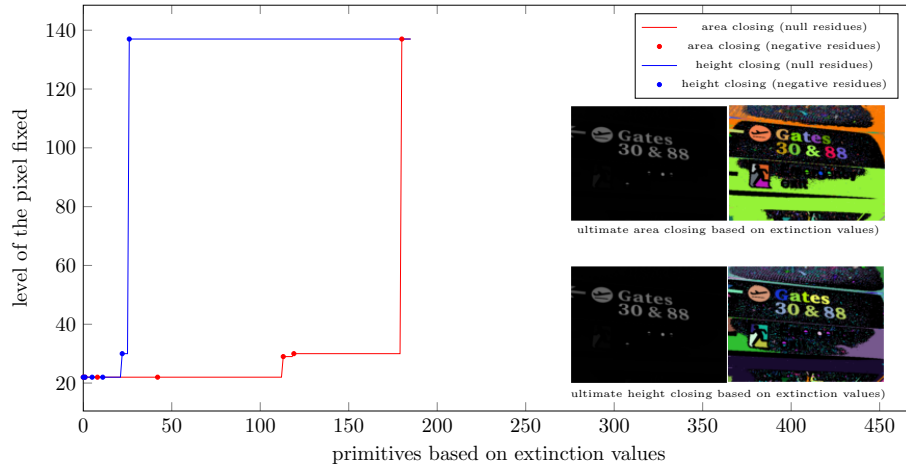 140
120
100
80
60
40
20
level of the pixel fixed
0
50
100
150
200
250
300
350
400
450
primitives based on extinction values
area closing (null residues)
area closing (negative residues)
height closing (null residues)
height closing (negative residues)
Gates
30 & 88
Gates
30 & 88
exit
ultimate area closing based on extinction values)
Gates
30 & 88
Gates
30 & 88
ultimate height closing based on extinction values)